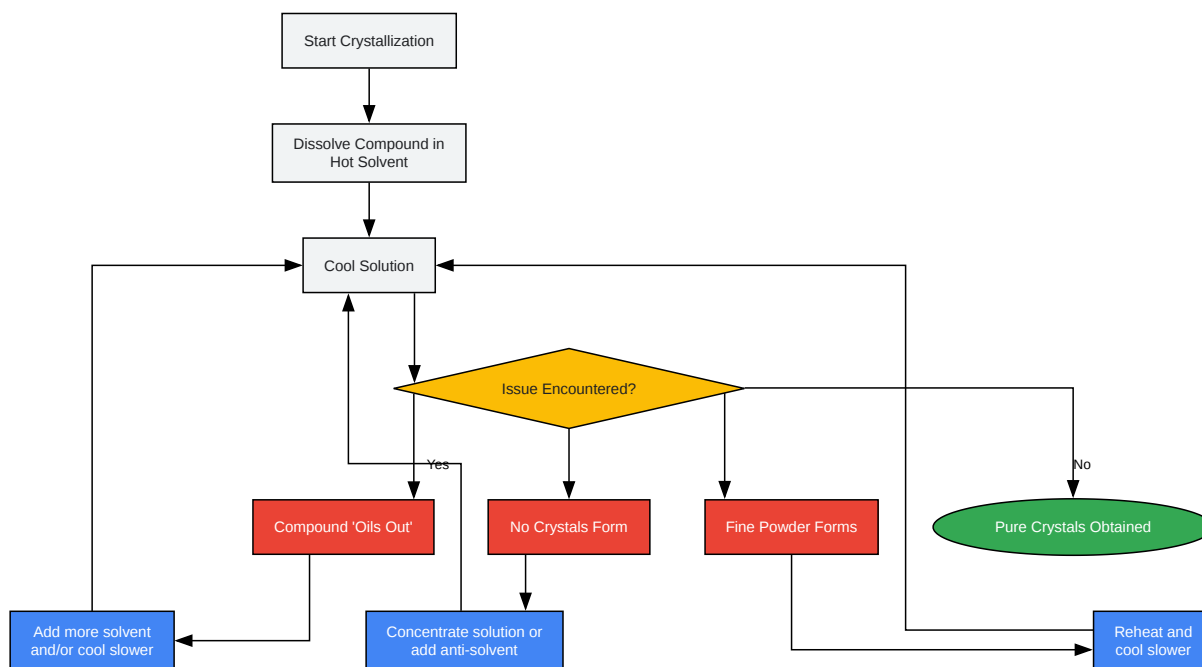 Start Crystallization
Dissolve Compound in
Hot Solvent
Cool Solution
Issue Encountered?
Yes
No
Compound 'Oils Out'
No Crystals Form
Fine Powder Forms
Pure Crystals Obtained
Add more solvent
and/or cool slower
Concentrate solution or
add anti-solvent
Reheat and
cool slower